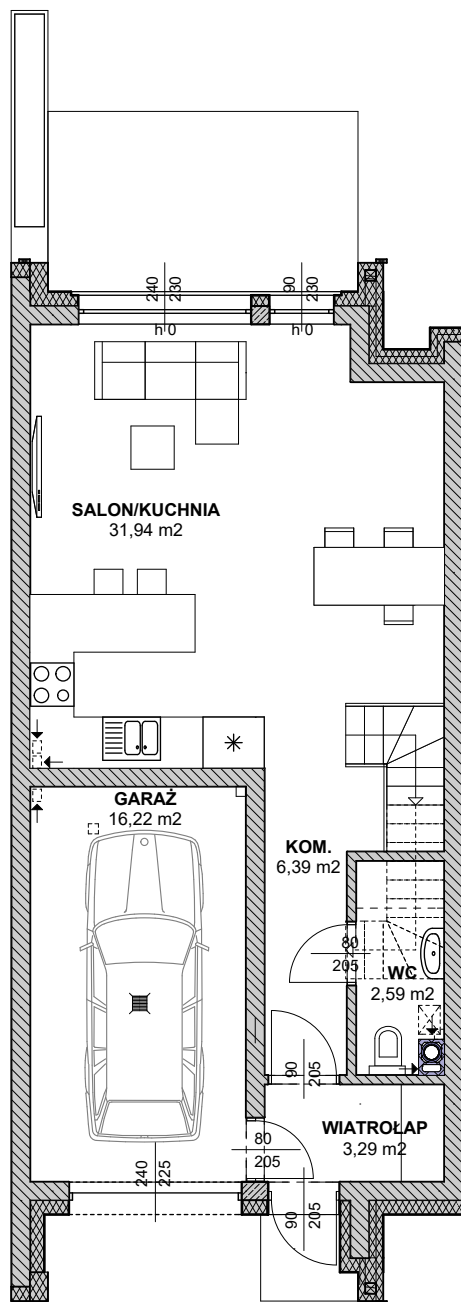 240
230
90
230
h 0
h 0
SALON/KUCHNIA
31,94 m2
GARAŻ
16,22 m2
KOM.
6,39 m2
80
205
WC
2,59 m2
90
205
WIATROŁAP
3,29 m2
80
205
240
225
90
205